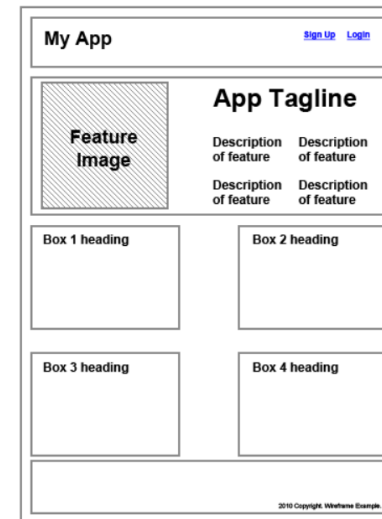 My App
Sign Up Login
Feature
Image
App Tagline
Description
of feature
Description
of feature
Description
of feature
Description
of feature
Box 1 heading
Box 2 heading
Box 3 heading
Box 4 heading
2010 Copyright. Wireframe Example.